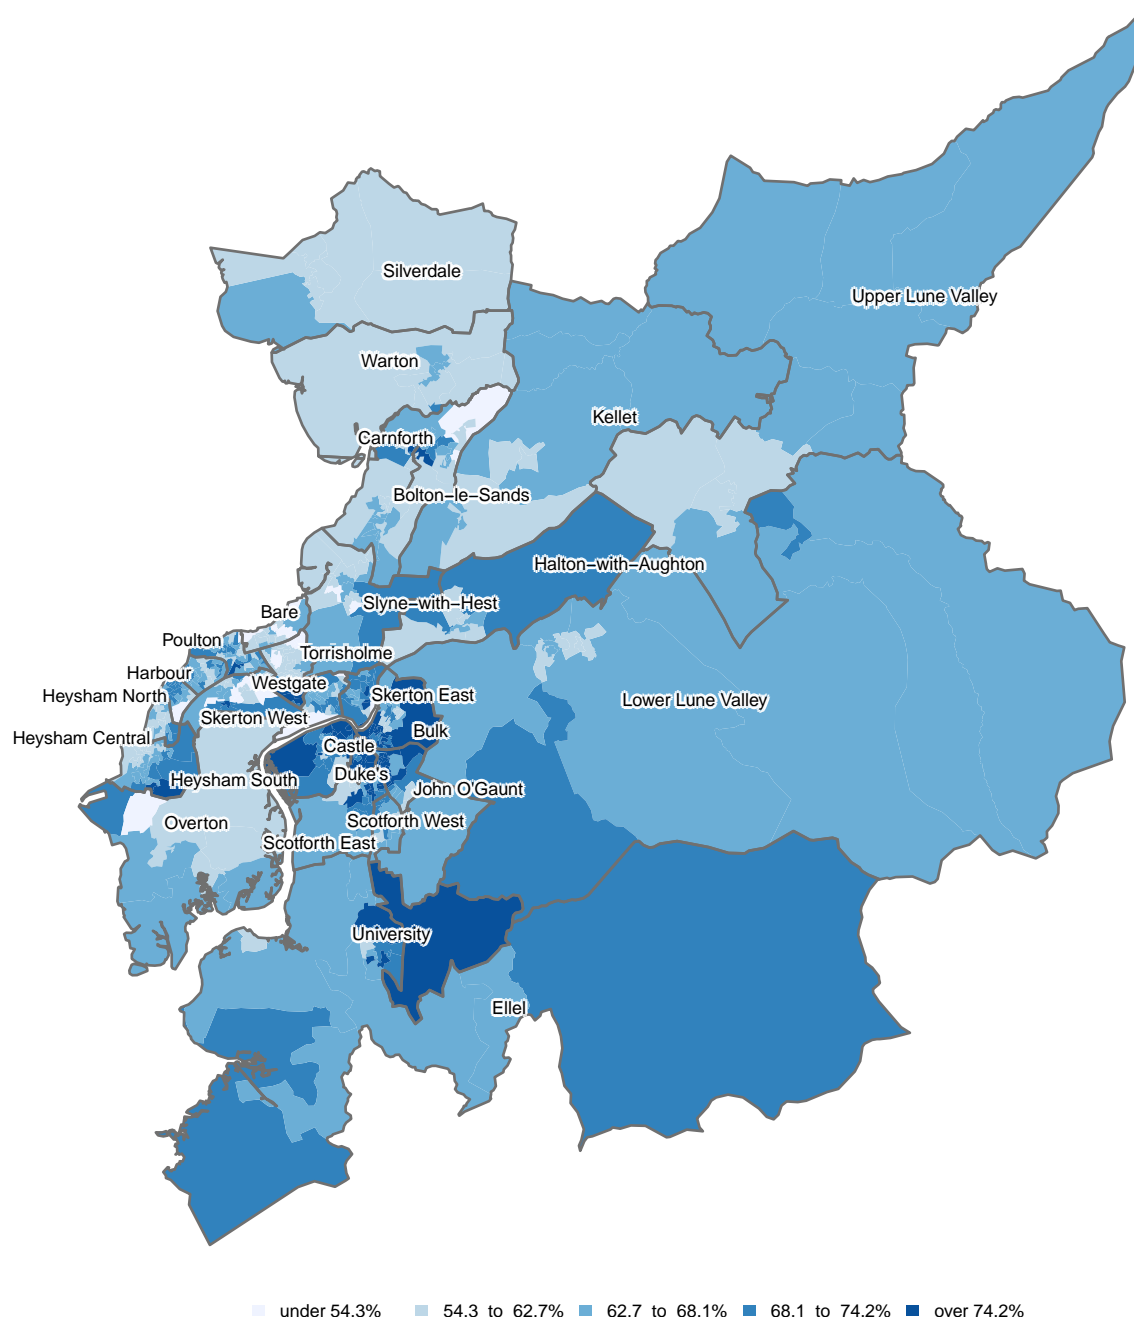 Silverdale
Upper Lune Valley
Warton
Kellet
Carnforth
Bolton−le−Sands
Halton−with−Aughton
Slyne−with−Hest
Bare
Poulton
Torrisholme
Harbour
Westgate
Heysham North
Skerton East
Lower Lune Valley
Skerton West
Bulk
Heysham Central
Castle
Duke's
Heysham South
John O'Gaunt
Overton
Scotforth West
Scotforth East
University
Ellel
under 54.3% 54.3 to 62.7% 62.7 to 68.1% 68.1 to 74.2% over 74.2%